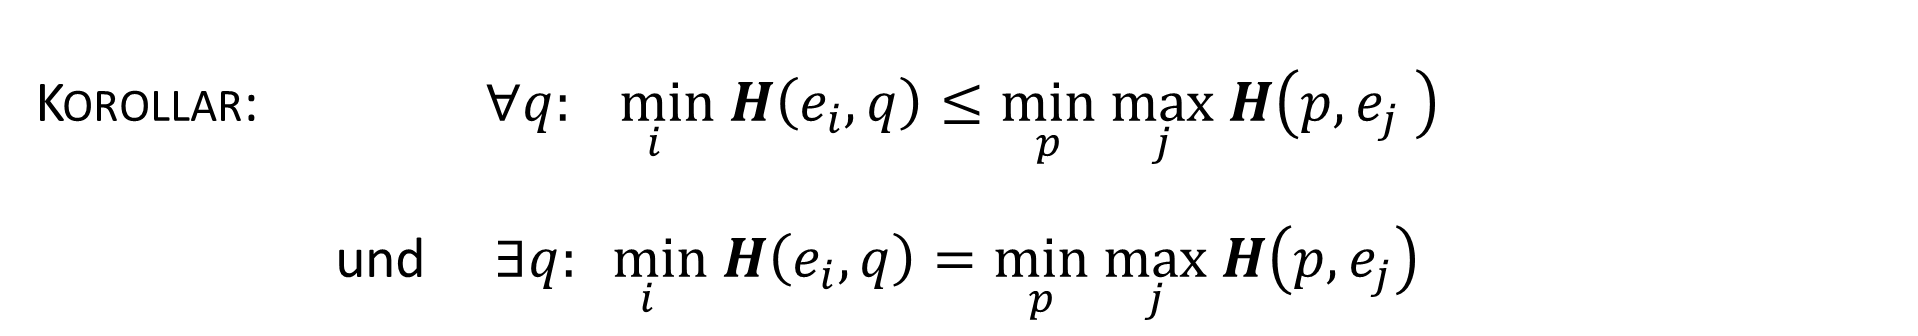 KOROLLAR: ∀q: min_i H(e_i, q) ≤ min_p max_j H(p, e_j )
und ∃q: min_i H(e_i, q) = min_p max_j H(p, e_j)